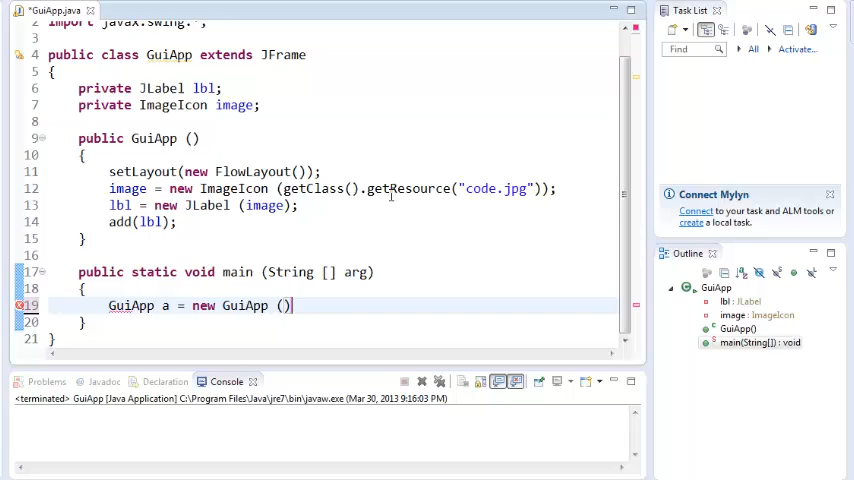 *GuiApp.java
2 import javax.swing.*;
3
4 public class GuiApp extends JFrame
5 {
6 private JLabel lbl;
7 private ImageIcon image;
8
9 public GuiApp ()
10 {
11 setLayout(new FlowLayout());
12 image = new ImageIcon (getClass().getResource("code.jpg"));
13 lbl = new JLabel (image);
14 add(lbl);
15 }
16
17 public static void main (String [] arg)
18 {
19 GuiApp a = new GuiApp ()
20 }
21 }
Task List
Find All Activate...
Connect Mylyn
Connect to your task and ALM tools or
create a local task.
Outline
GuiApp
lbl : JLabel
image : ImageIcon
GuiApp()
main(String[]) : void
Problems Javadoc Declaration Console
<terminated> GuiApp [Java Application] C:\Program Files\Java\jre7\bin\javaw.exe (Mar 30, 2013 9:16:03 PM)